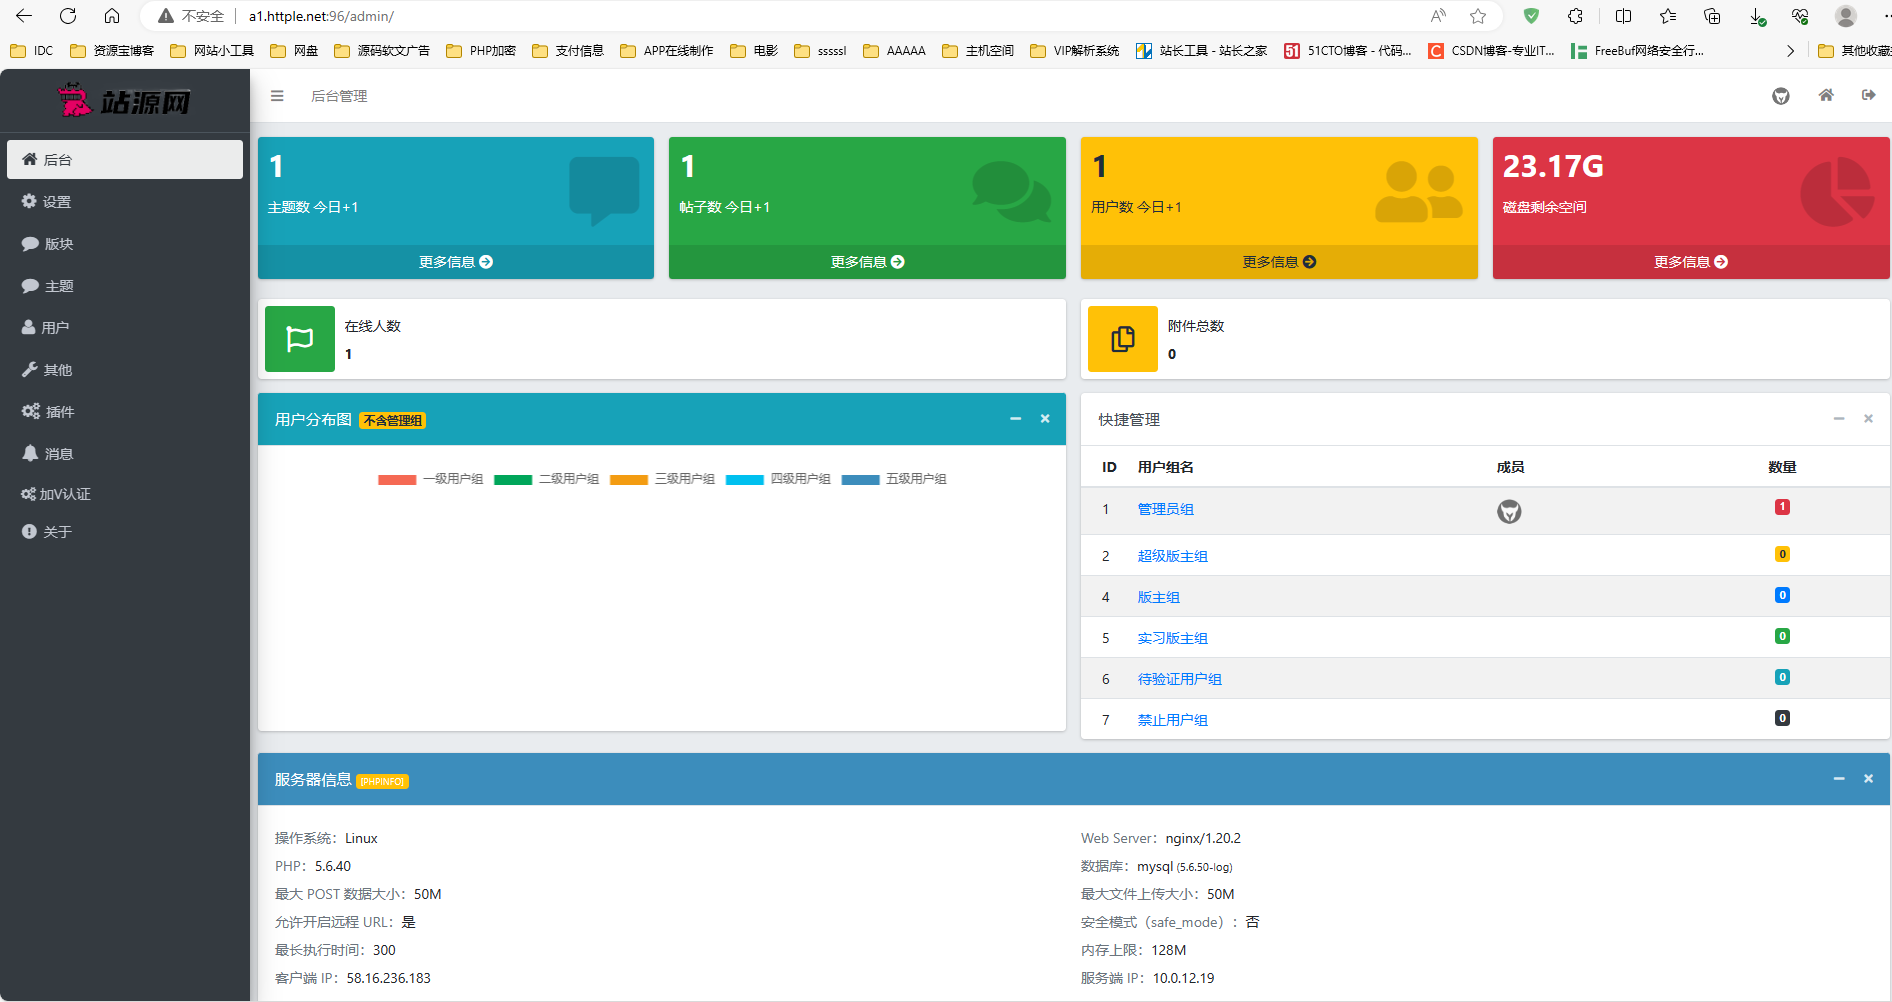 不安全 a1.httple.net:96/admin/
IDC 资源宝博客 网站小工具 网盘 源码软文广告 PHP加密 支付信息 APP在线制作 电影 sssssl AAAAA 主机空间 VIP解析系统 站长工具 - 站长之家 51CTO博客 - 代码... CSDN博客-专业IT... FreeBuf网络安全行... 其他收藏
站源网
后台管理
后台
设置
版块
主题
用户
其他
插件
消息
加V认证
关于
1
主题数 今日+1
更多信息
1
帖子数 今日+1
更多信息
1
用户数 今日+1
更多信息
23.17G
磁盘剩余空间
更多信息
在线人数
1
附件总数
0
用户分布图 不含管理组
一级用户组 二级用户组 三级用户组 四级用户组 五级用户组
快捷管理
ID 用户组名 成员 数量
1 管理员组 1
2 超级版主组 0
4 版主组 0
5 实习版主组 0
6 待验证用户组 0
7 禁止用户组 0
服务器信息 [PHPINFO]
操作系统：Linux
PHP：5.6.40
最大 POST 数据大小：50M
允许开启远程 URL：是
最长执行时间：300
客户端 IP：58.16.236.183
Web Server：nginx/1.20.2
数据库：mysql (5.6.50-log)
最大文件上传大小：50M
安全模式（safe_mode）：否
内存上限：128M
服务端 IP：10.0.12.19